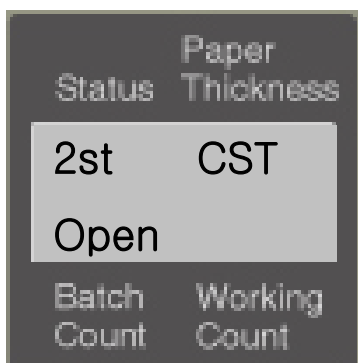 Paper
Status Thickness
2st CST
Open
Batch Working
Count Count